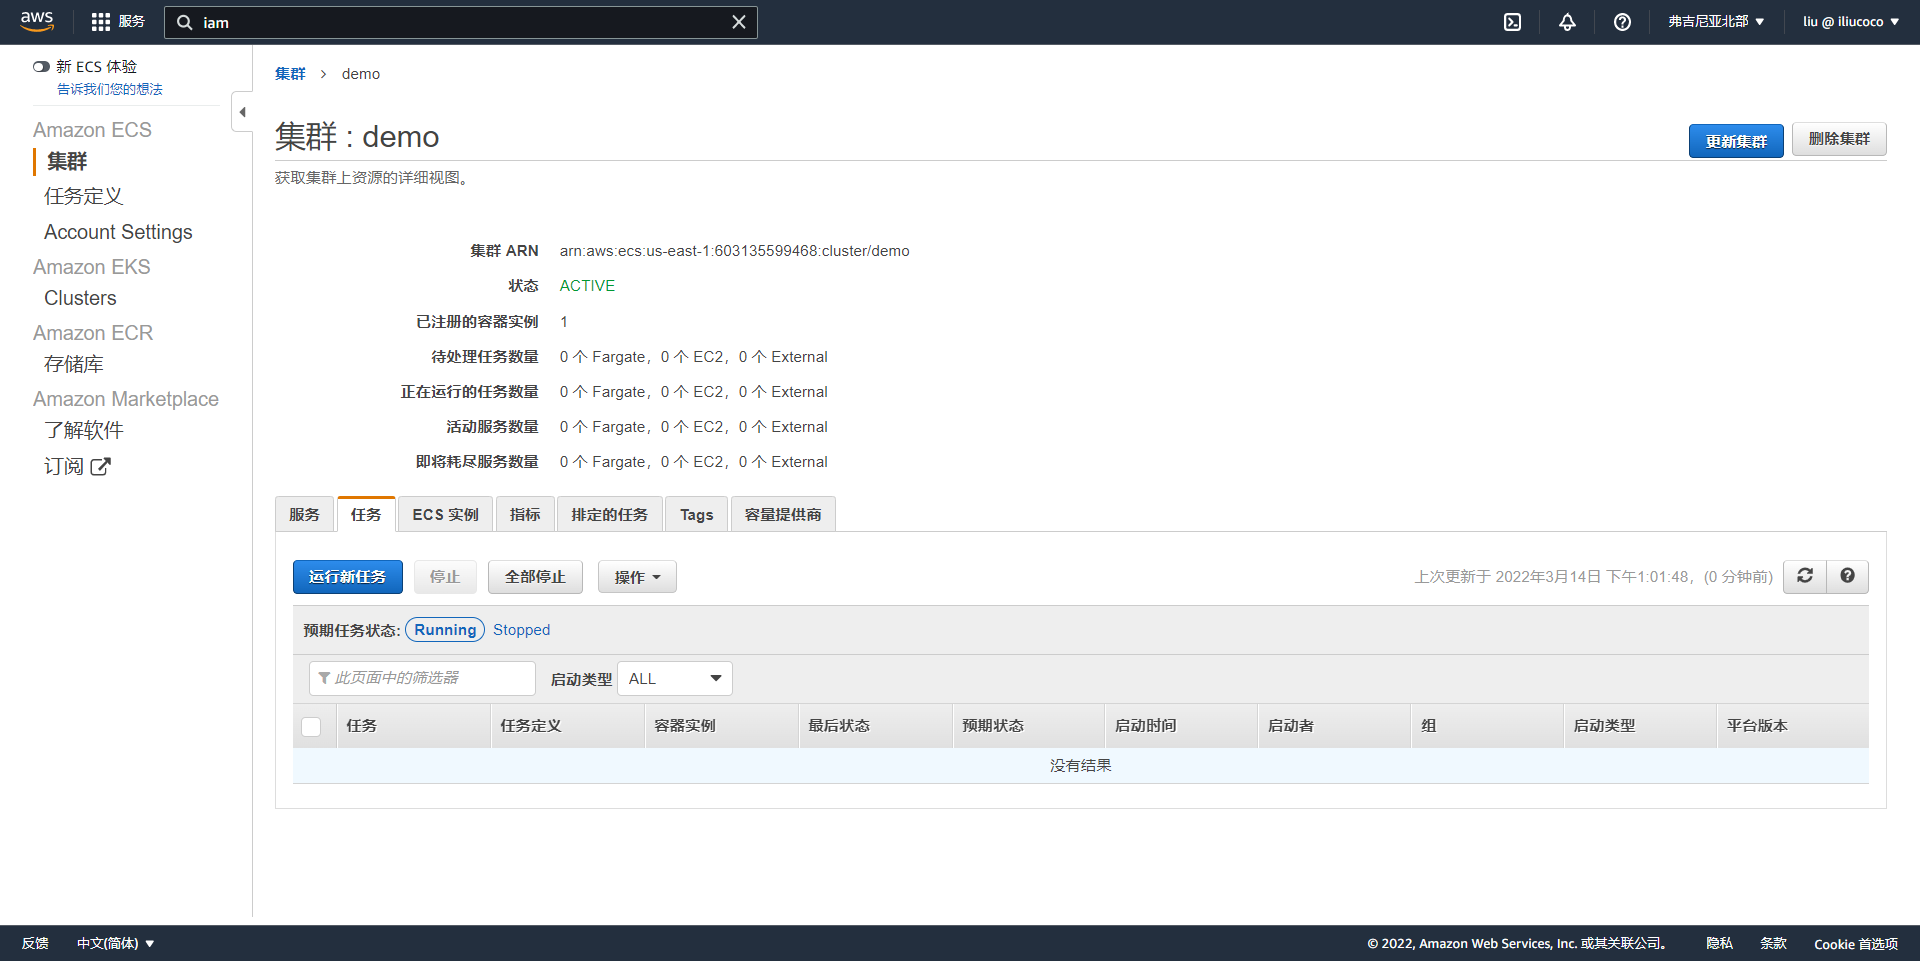 aws 服务 iam 弗吉尼亚北部 liu @ iliucoco
新 ECS 体验
告诉我们您的想法
Amazon ECS
集群
任务定义
Account Settings
Amazon EKS
Clusters
Amazon ECR
存储库
Amazon Marketplace
了解软件
订阅
集群 > demo
集群 : demo
更新集群 删除集群
获取集群上资源的详细视图。
集群 ARN arn:aws:ecs:us-east-1:603135599468:cluster/demo
状态 ACTIVE
已注册的容器实例 1
待处理任务数量 0 个 Fargate，0 个 EC2，0 个 External
正在运行的任务数量 0 个 Fargate，0 个 EC2，0 个 External
活动服务数量 0 个 Fargate，0 个 EC2，0 个 External
即将耗尽服务数量 0 个 Fargate，0 个 EC2，0 个 External
服务 任务 ECS 实例 指标 排定的任务 Tags 容量提供商
运行新任务 停止 全部停止 操作 上次更新于 2022年3月14日 下午1:01:48，(0 分钟前)
预期任务状态: Running Stopped
此页面中的筛选器 启动类型 ALL
任务 任务定义 容器实例 最后状态 预期状态 启动时间 启动者 组 启动类型 平台版本
没有结果
反馈 中文(简体) © 2022, Amazon Web Services, Inc. 或其关联公司。 隐私 条款 Cookie 首选项